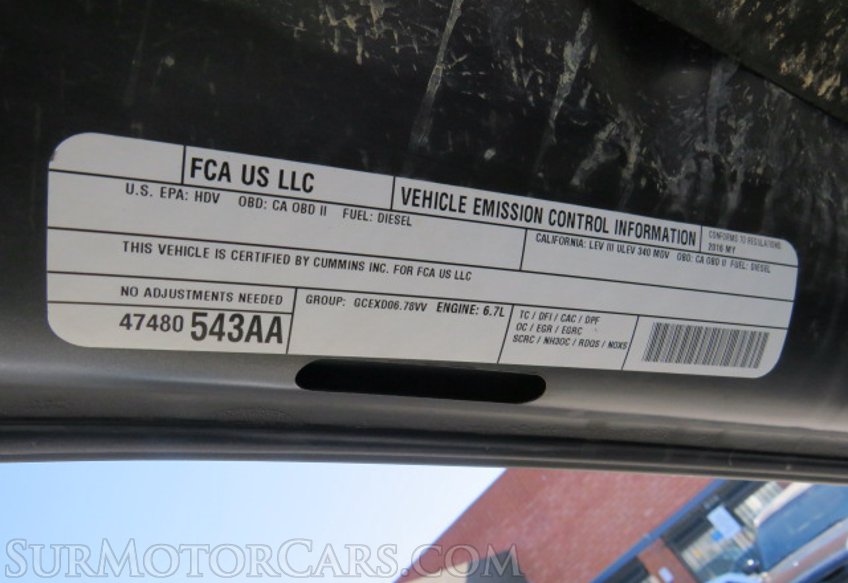 FCA US LLC
VEHICLE EMISSION CONTROL INFORMATION
CONFORMS TO REGULATIONS
2016 MY
U.S. EPA: HDV OBD: CA OBD II FUEL: DIESEL
CALIFORNIA: LEV III ULEV 340 MDV OBD: CA OBD II FUEL: DIESEL
THIS VEHICLE IS CERTIFIED BY CUMMINS INC. FOR FCA US LLC
NO ADJUSTMENTS NEEDED
47480 543AA
GROUP: GCEXD06.78VV ENGINE: 6.7L
TC / DFI / CAC / DPF
OC / EGR / EGRC
SCRC / NH3OC / RDQS / NOXS
SURMOTORCARS.COM